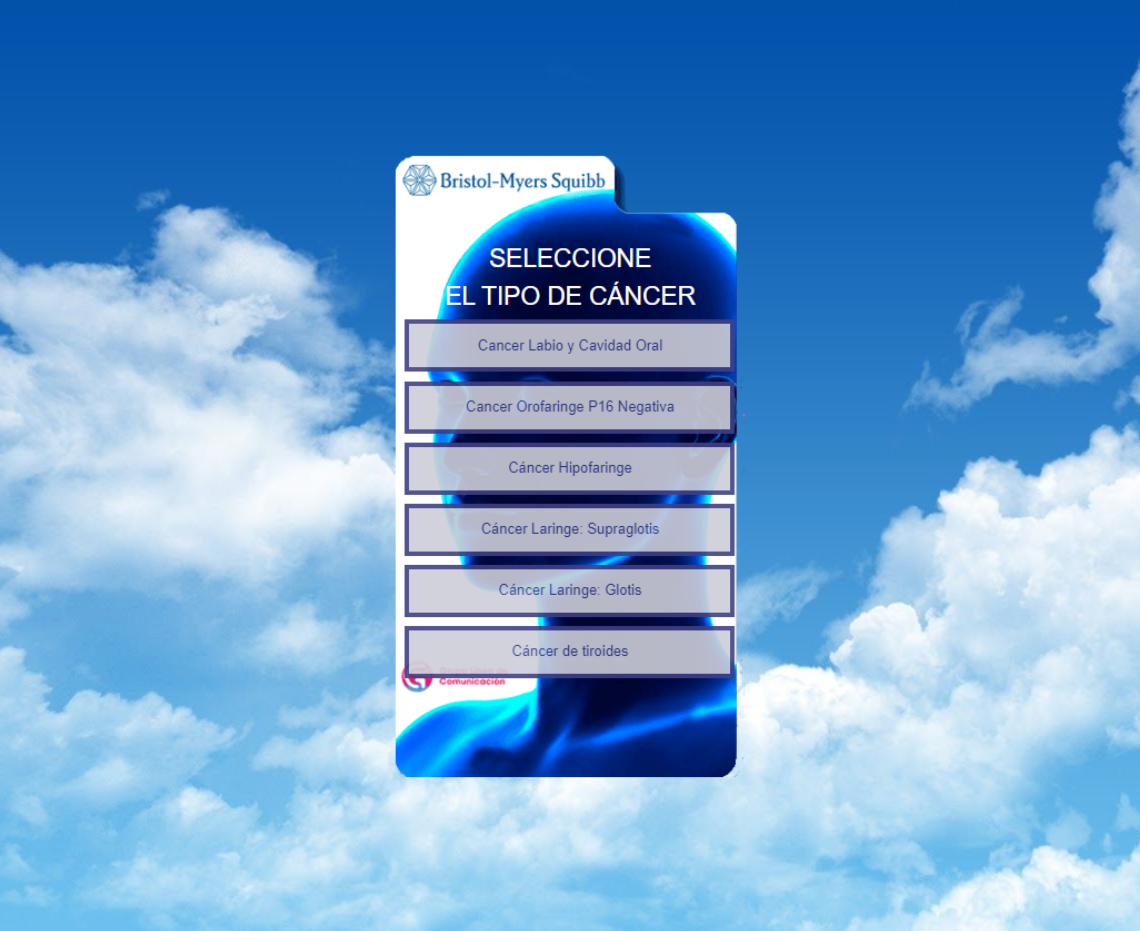 Bristol-Myers Squibb
SELECCIONE
EL TIPO DE CÁNCER
Cancer Labio y Cavidad Oral
Cancer Orofaringe P16 Negativa
Cáncer Hipofaringe
Cáncer Laringe: Supraglotis
Cáncer Laringe: Glotis
Cáncer de tiroides
Comunicación